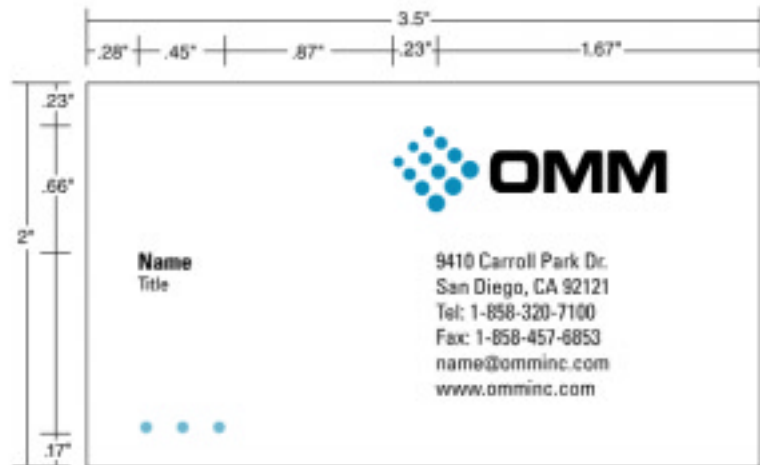 3.5"
.28" .45" .87" .23" 1.67"
.23"
.66"
2"
.17"
OMM
Name
Title
9410 Carroll Park Dr.
San Diego, CA 92121
Tel: 1-858-320-7100
Fax: 1-858-457-6853
name@omminc.com
www.omminc.com